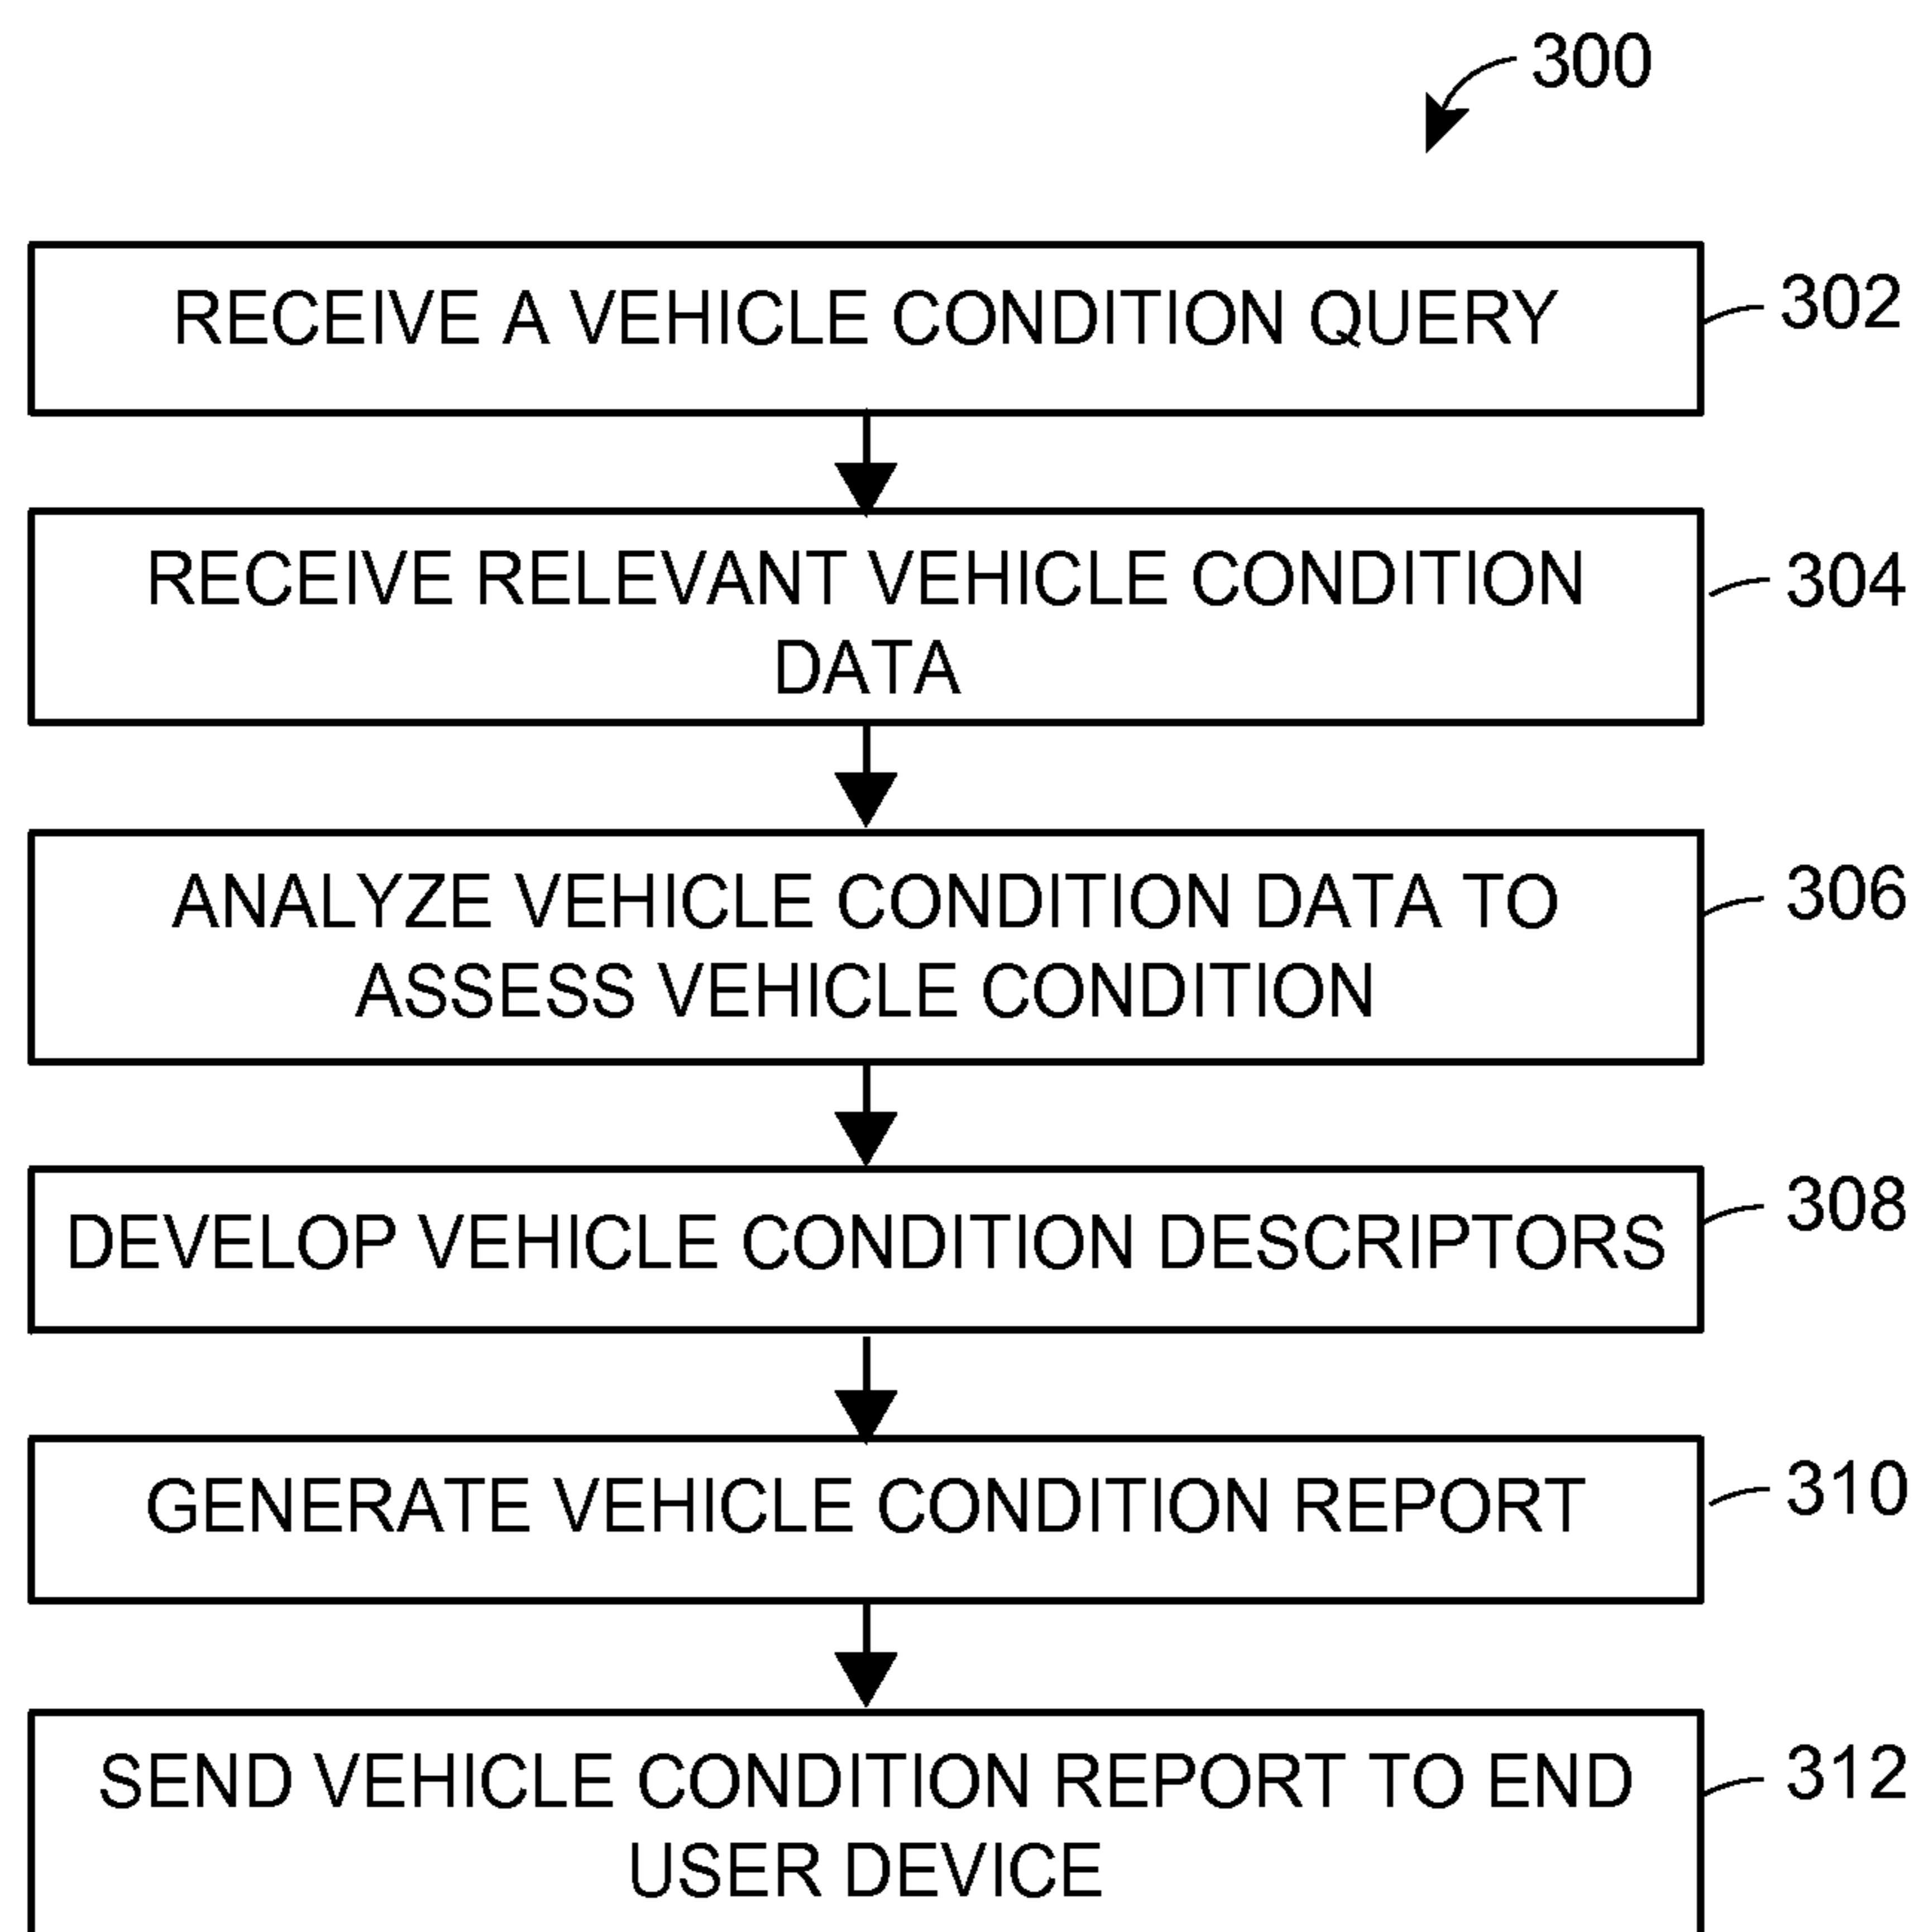 300
RECEIVE A VEHICLE CONDITION QUERY
302
RECEIVE RELEVANT VEHICLE CONDITION
DATA
304
ANALYZE VEHICLE CONDITION DATA TO
ASSESS VEHICLE CONDITION
306
DEVELOP VEHICLE CONDITION DESCRIPTORS
308
GENERATE VEHICLE CONDITION REPORT
310
SEND VEHICLE CONDITION REPORT TO END
USER DEVICE
312